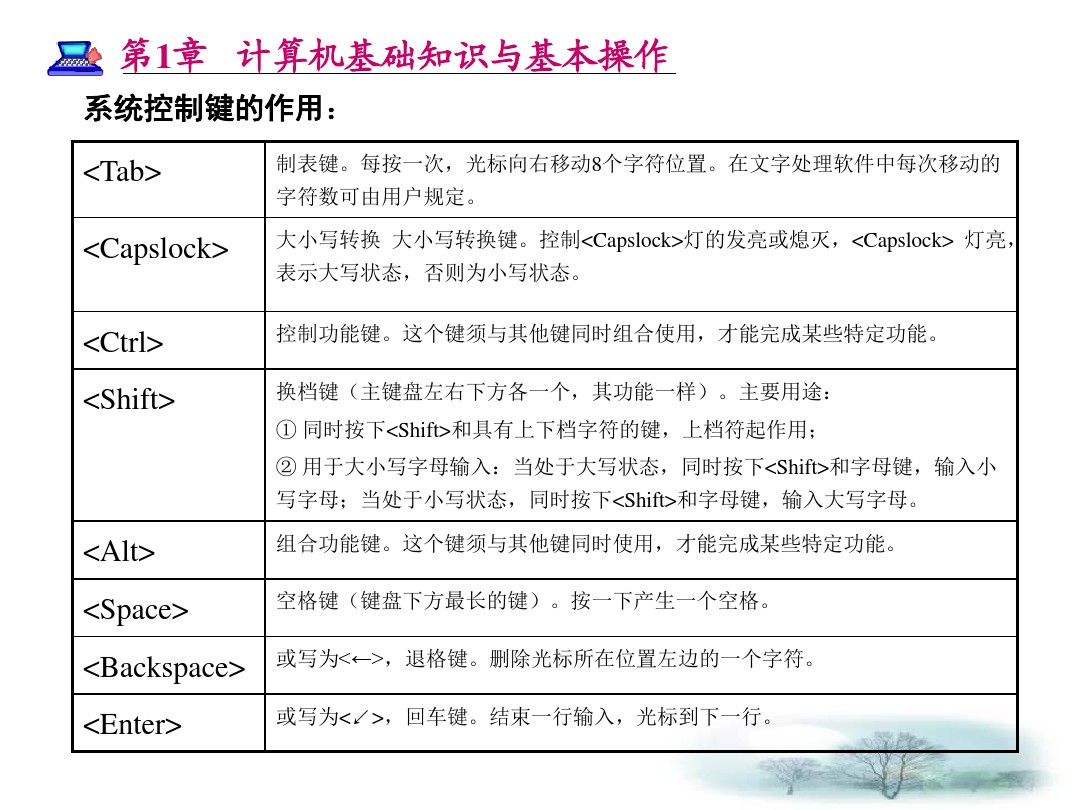 第1章 计算机基础知识与基本操作
系统控制键的作用：
<Tab>
制表键。每按一次，光标向右移动8个字符位置。在文字处理软件中每次移动的
字符数可由用户规定。
<Capslock>
大小写转换 大小写转换键。控制<Capslock>灯的发亮或熄灭，<Capslock> 灯亮，
表示大写状态，否则为小写状态。
<Ctrl>
控制功能键。这个键须与其他键同时组合使用，才能完成某些特定功能。
<Shift>
换档键（主键盘左右下方各一个，其功能一样）。主要用途：
① 同时按下<Shift>和具有上下档字符的键，上档符起作用；
② 用于大小写字母输入：当处于大写状态，同时按下<Shift>和字母键，输入小
写字母；当处于小写状态，同时按下<Shift>和字母键，输入大写字母。
<Alt>
组合功能键。这个键须与其他键同时使用，才能完成某些特定功能。
<Space>
空格键（键盘下方最长的键）。按一下产生一个空格。
<Backspace>
或写为<←>，退格键。删除光标所在位置左边的一个字符。
<Enter>
或写为<↙>，回车键。结束一行输入，光标到下一行。